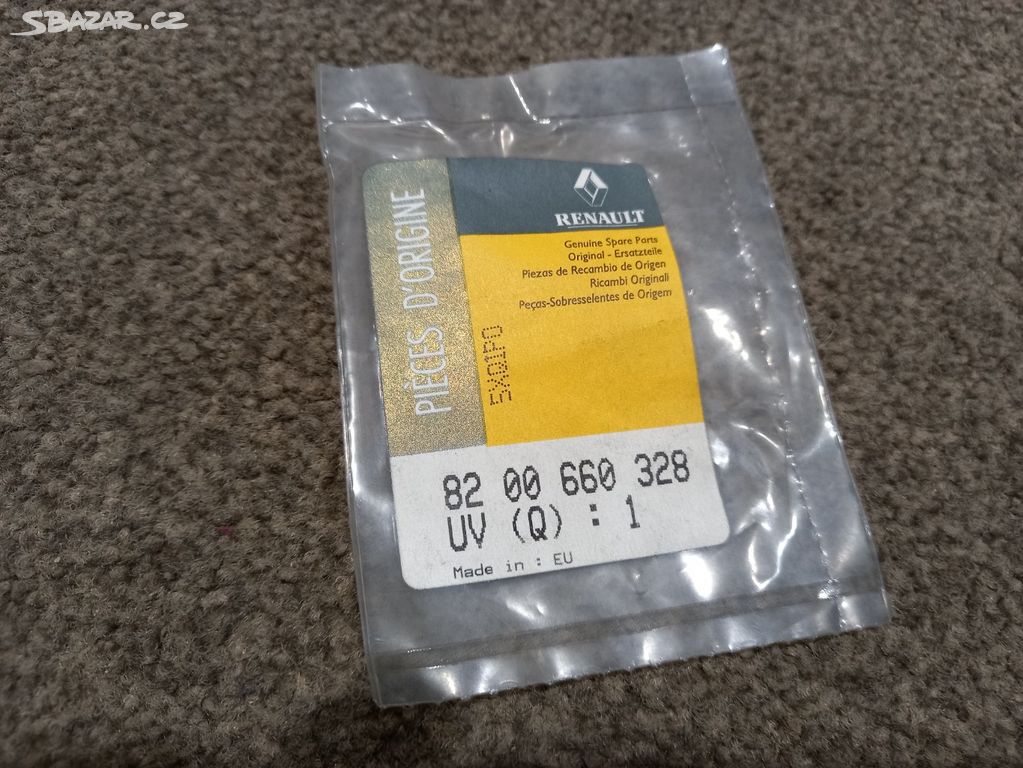 SBAZAR.CZ
PIÈCES D'ORIGINE
RENAULT
Genuine Spare Parts
Original - Ersatzteile
Piezas de Recambio de Origen
Ricambi Originali
Peças-Sobresselentes de Origem
5X01P0
82 00 660 328
UV (Q) : 1
Made in : EU